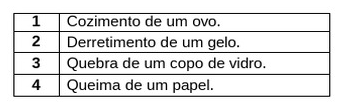 1 Cozimento de um ovo.
2 Derretimento de um gelo.
3 Quebra de um copo de vidro.
4 Queima de um papel.